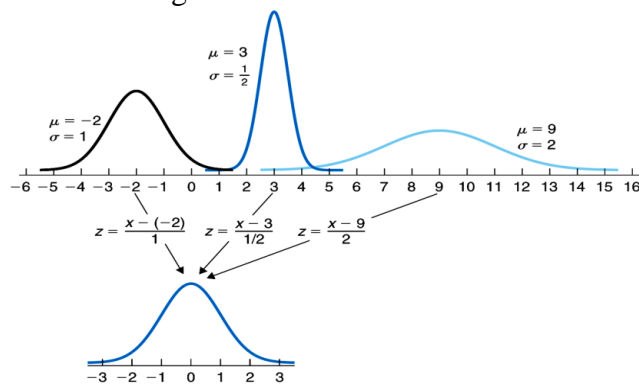 μ = 3
σ = 1/2
μ = −2
σ = 1
μ = 9
σ = 2
−6 −5 −4 −3 −2 −1 0 1 2 3 4 5 6 7 8 9 10 11 12 13 14 15 16
z = x − (−2)/1 z = x − 3/1/2 z = x − 9/2
−3 −2 −1 0 1 2 3